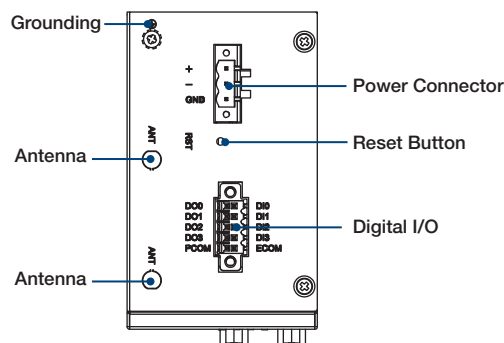 Grounding
+
−
GND
Power Connector
ANT
RST
Reset Button
Antenna
DO0 DI0
DO1 DI1
DO2 DI2
DO3 DI3
PCOM ECOM
Digital I/O
ANT
Antenna